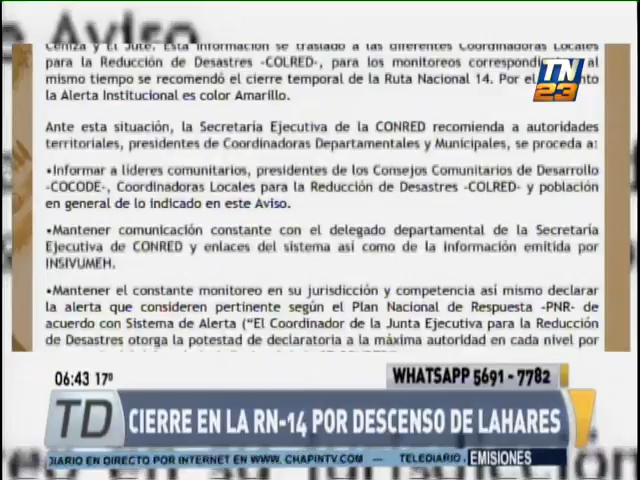 e Aviso
Ceniza y El Jute. Esta información se trasladó a las diferentes Coordinadoras Locales
para la Reducción de Desastres -COLRED-, para los monitoreos correspondi al
mismo tiempo se recomendó el cierre temporal de la Ruta Nacional 14. Por el nto
la Alerta Institucional es color Amarillo.
TN
23
Ante esta situación, la Secretaría Ejecutiva de la CONRED recomienda a autoridades
territoriales, presidentes de Coordinadoras Departamentales y Municipales, se proceda a:
•Informar a líderes comunitarios, presidentes de los Consejos Comunitarios de Desarrollo
-COCODE-, Coordinadoras Locales para la Reducción de Desastres -COLRED- y población
en general de lo indicado en este Aviso.
•Mantener comunicación constante con el delegado departamental de la Secretaría
Ejecutiva de CONRED y enlaces del sistema así como de la información emitida por
INSIVUMEH.
•Mantener el constante monitoreo en su jurisdicción y competencia así mismo declarar
la alerta que consideren pertinente según el Plan Nacional de Respuesta -PNR- de
acuerdo con Sistema de Alerta ("El Coordinador de la Junta Ejecutiva para la Reducción
de Desastres otorga la potestad de declaratoria a la máxima autoridad en cada nivel por
06:43 17º
WHATSAPP 5691 - 7782
TD CIERRE EN LA RN-14 POR DESCENSO DE LAHARES
DIARIO EN DIRECTO POR INTERNET EN WWW. CHAPINTV.COM --- TELEDIARIO . EMISIONES